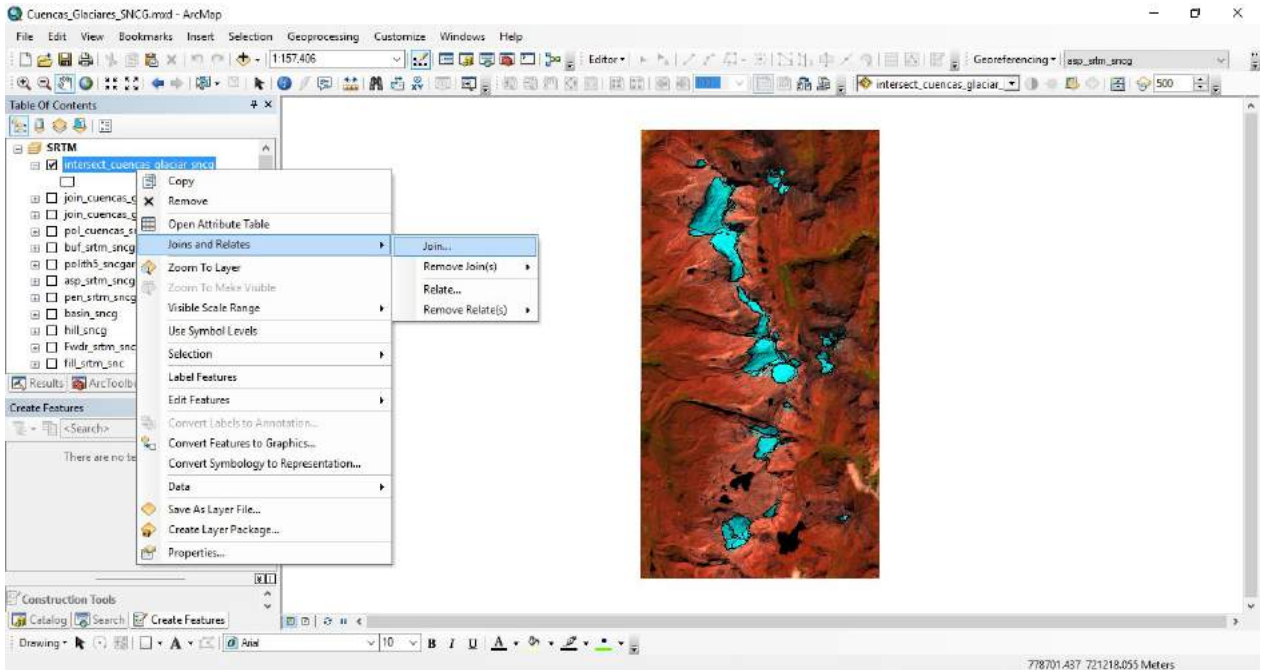 Cuencas_Glaciares_SNCG.mxd - ArcMap
File Edit View Bookmarks Insert Selection Geoprocessing Customize Windows Help
1:157.406 Editor Georeferencing asp_srtm_sncg
intersect_cuencas_glaciar_ 500
Table Of Contents
SRTM
intersect_cuencas_glaciar_sncg
join_cuencas_g
join_cuencas_g
pol_cuencas_s
buf_srtm_sncg
polith5_sncgar
asp_srtm_sncg
pen_srtm_sncg
basin_sncg
hill_sncg
Fwdr_srtm_snc
fill_srtm_snc
Results ArcToolb
Create Features
<Search>
There are no te
Copy
Remove
Open Attribute Table
Joins and Relates
Zoom To Layer
Zoom To Make Visible
Visible Scale Range
Use Symbol Levels
Selection
Label Features
Edit Features
Convert Labels to Annotation...
Convert Features to Graphics...
Convert Symbology to Representation...
Data
Save As Layer File...
Create Layer Package...
Properties...
Join...
Remove Join(s)
Relate...
Remove Relate(s)
Construction Tools
Catalog Search Create Features
Drawing A Arial 10 B I U A
778701.437 721218.055 Meters